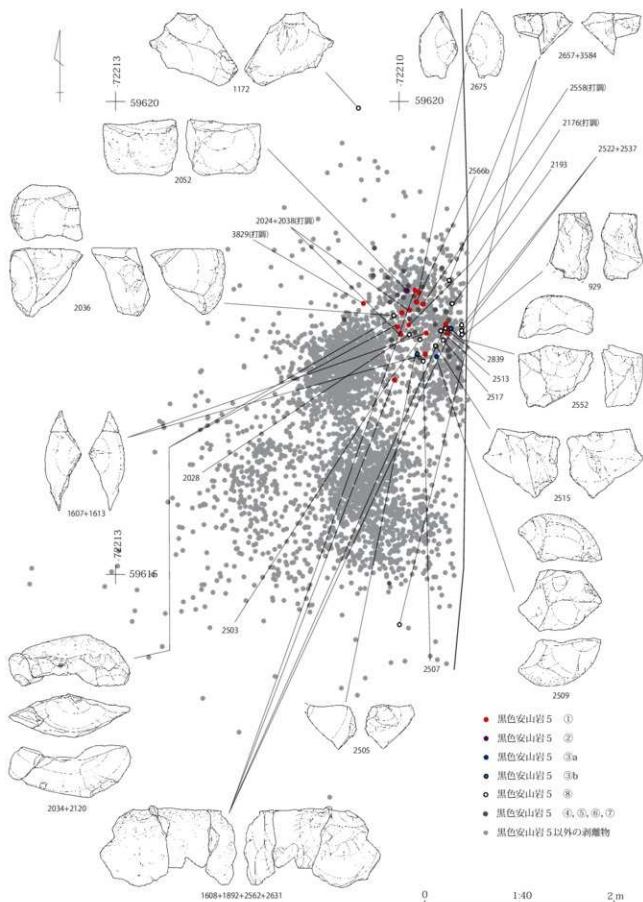 -72213
59620
-72210
59620
1172
2675
2657+3584
2558(打調)
2176(打調)
2193
2522+2537
2052
2566b
2024+2038(打調)
3829(打調)
2036
929
2839
2513
2517
2552
2028
1607+1613
2515
-72213
59615
2503
2507
2509
2505
2034+2120
1608+1892+2562+2631
黒色安山岩5 ①
黒色安山岩5 ②
黒色安山岩5 ③a
黒色安山岩5 ③b
黒色安山岩5 ⑧
黒色安山岩5 ④, ⑤, ⑥, ⑦
黒色安山岩5以外の剥離物
0 1:40 2 m